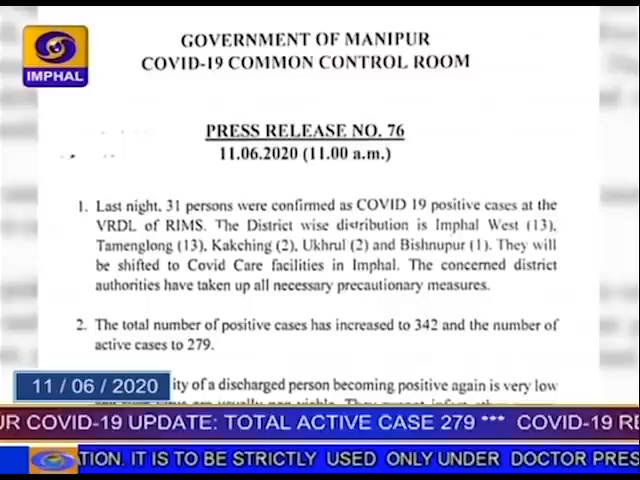 IMPHAL
GOVERNMENT OF MANIPUR
COVID-19 COMMON CONTROL ROOM
PRESS RELEASE NO. 76
11.06.2020 (11.00 a.m.)
1. Last night, 31 persons were confirmed as COVID 19 positive cases at the
VRDL of RIMS. The District wise distribution is Imphal West (13),
Tamenglong (13), Kakching (2), Ukhrul (2) and Bishnupur (1). They will
be shifted to Covid Care facilities in Imphal. The concerned district
authorities have taken up all necessary precautionary measures.
2. The total number of positive cases has increased to 342 and the number of
active cases to 279.
ity of a discharged person becoming positive again is very low
11 / 06 / 2020
UR COVID-19 UPDATE: TOTAL ACTIVE CASE 279 *** COVID-19 RE
TION. IT IS TO BE STRICTLY USED ONLY UNDER DOCTOR PRES